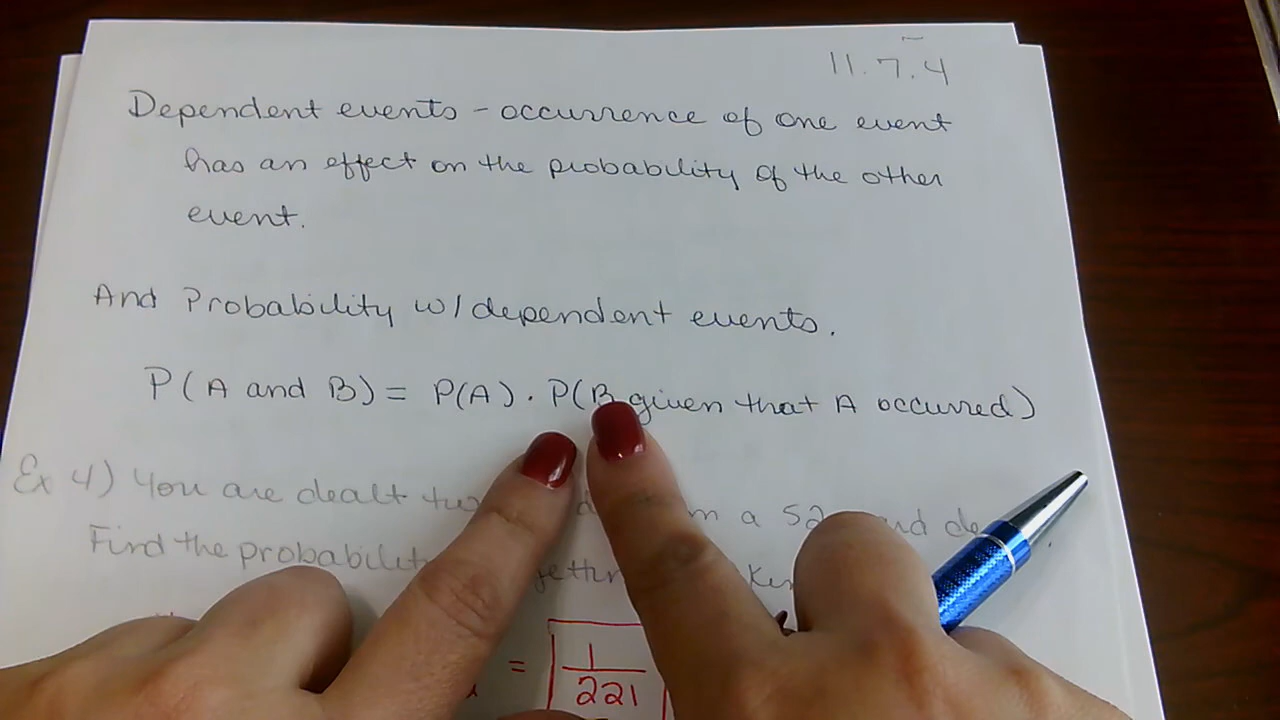 11.7.4
Dependent events - occurrence of one event
has an effect on the probability of the other
event.
And Probability w/dependent events.
P(A and B) = P(A) · P(B given that A occurred)
Ex 4) You are dealt a 52
Find the
= 1/221